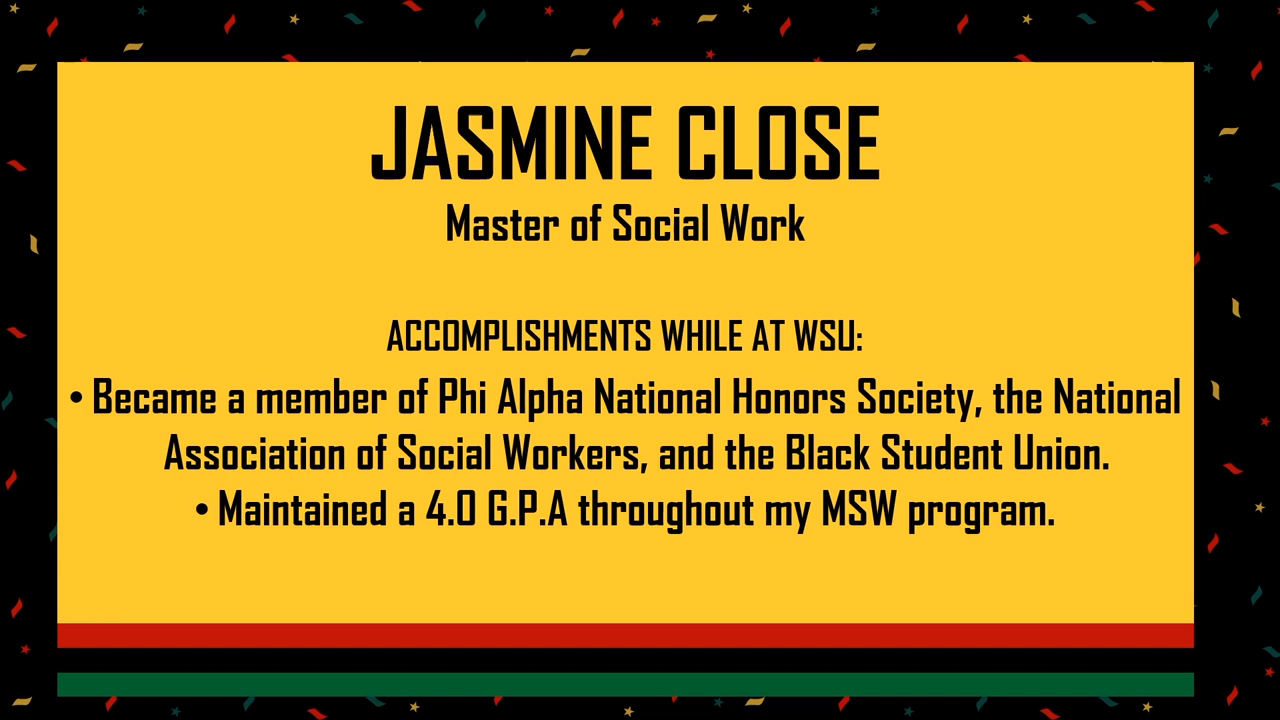 JASMINE CLOSE
Master of Social Work
ACCOMPLISHMENTS WHILE AT WSU:
• Became a member of Phi Alpha National Honors Society, the National
Association of Social Workers, and the Black Student Union.
• Maintained a 4.0 G.P.A throughout my MSW program.